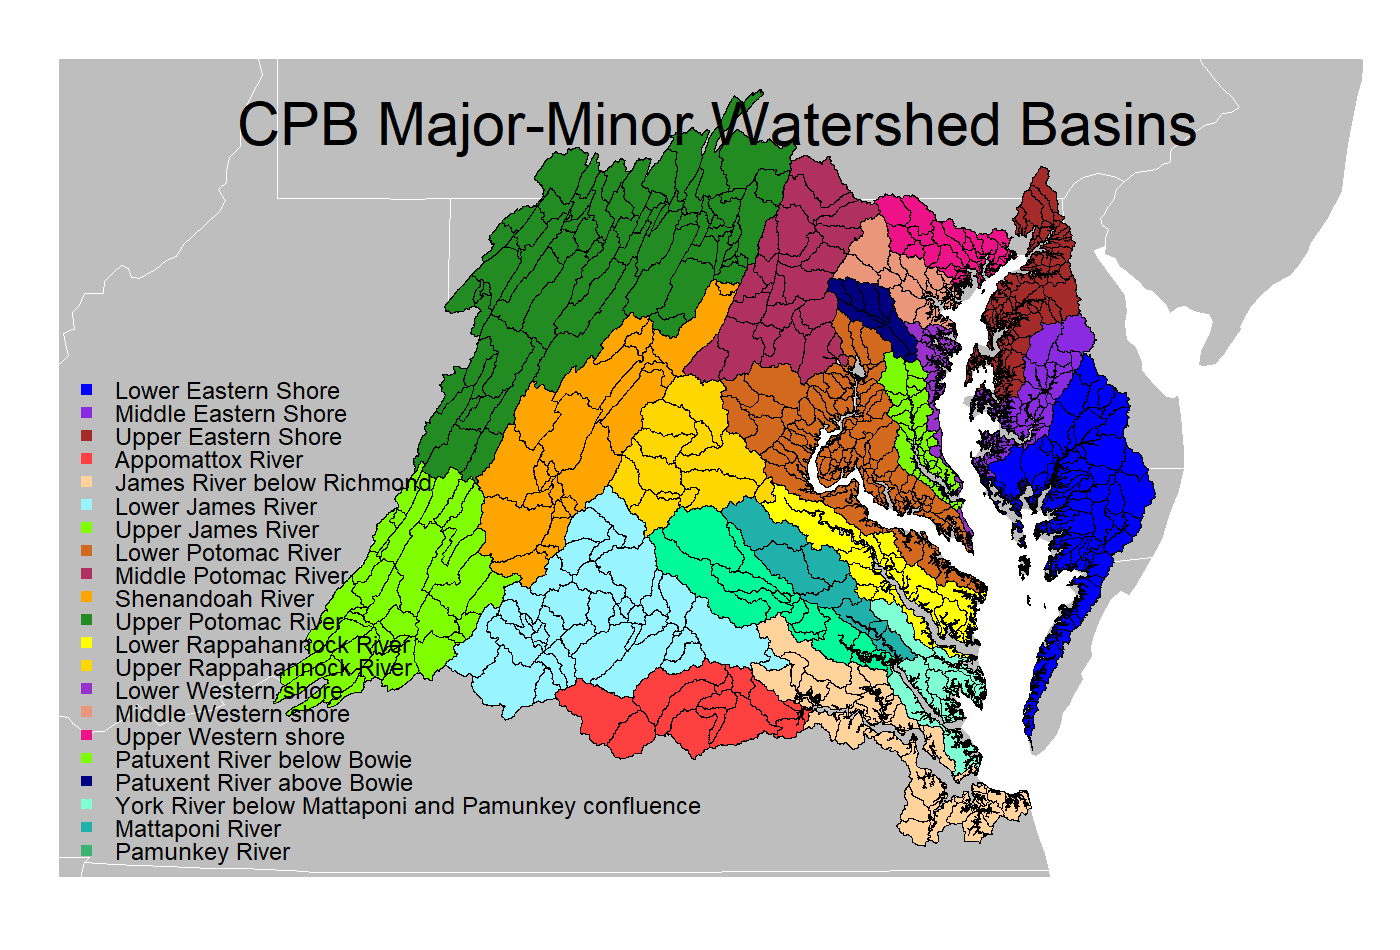 CPB Major-Minor Watershed Basins
Lower Eastern Shore
Middle Eastern Shore
Upper Eastern Shore
Appomattox River
James River below Richmond
Lower James River
Upper James River
Lower Potomac River
Middle Potomac River
Shenandoah River
Upper Potomac River
Lower Rappahannock River
Upper Rappahannock River
Lower Western shore
Middle Western shore
Upper Western shore
Patuxent River below Bowie
Patuxent River above Bowie
York River below Mattaponi and Pamunkey confluence
Mattaponi River
Pamunkey River